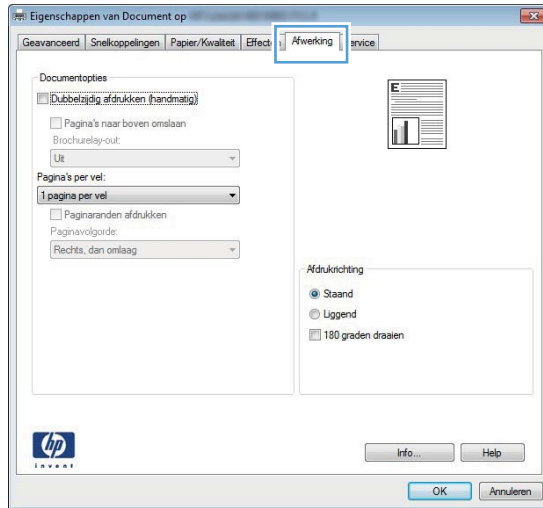 Eigenschappen van Document op
Geavanceerd Snelkoppelingen Papier/Kwaliteit Afwerking
Documentopties
Dubbelzijdig afdrukken (handmatig)
Pagina's naar boven omslaan
Brochurelay-out:
Uit
Pagina's per vel:
1 pagina per vel
Paginaranden afdrukken
Paginavolgorde:
Rechts, dan omlaag
E
Afdrukrichting
Staand
Liggend
180 graden draaien
hp
invent
Info... Help
OK Annuleren